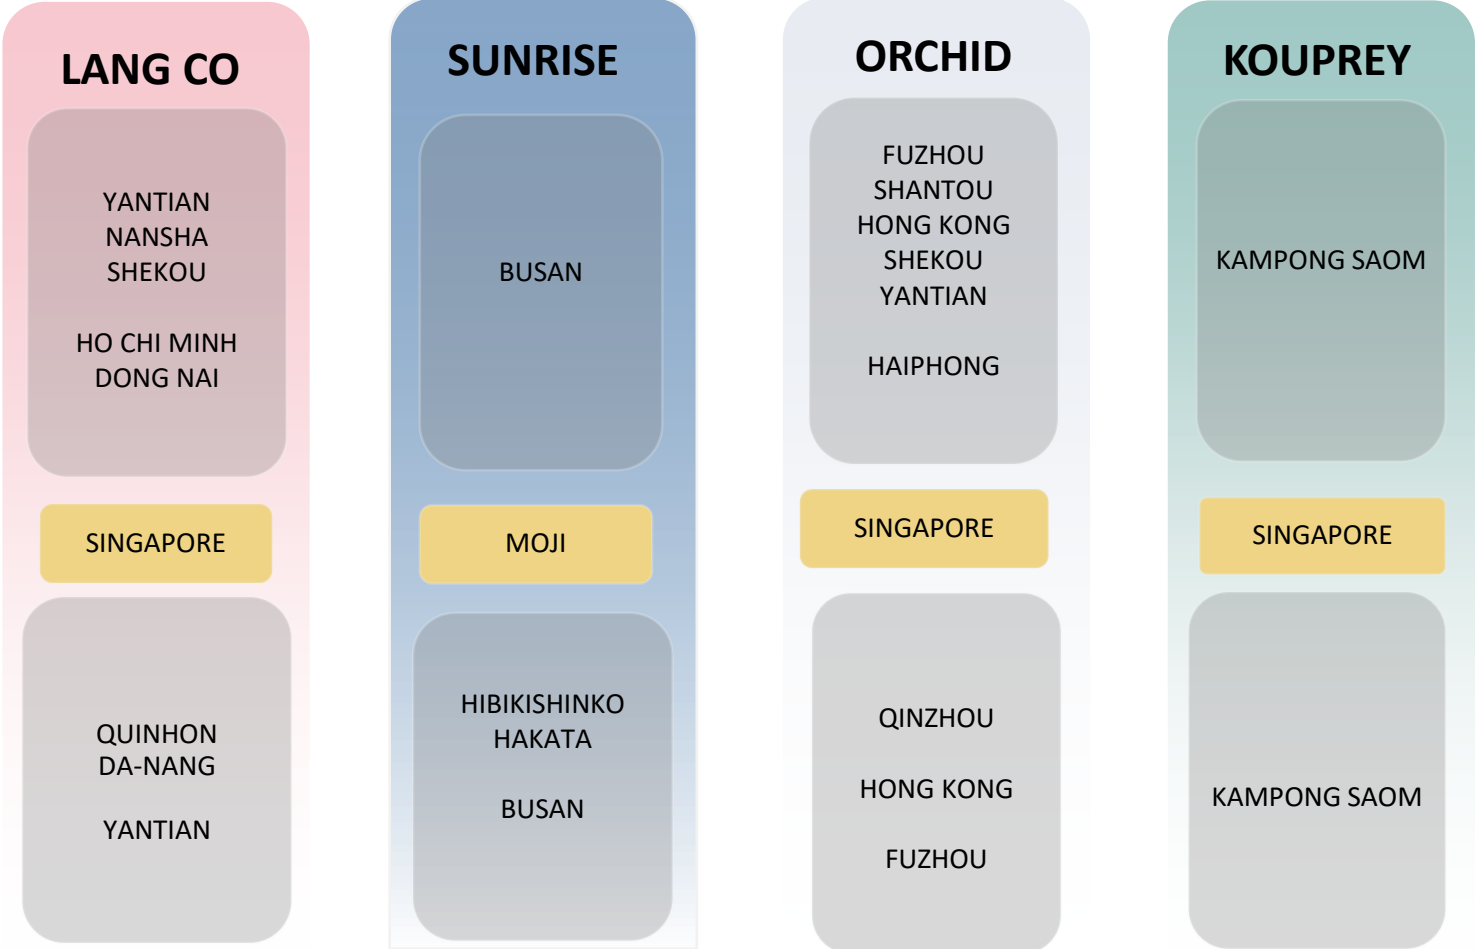 LANG CO
YANTIAN
NANSHA
SHEKOU
HO CHI MINH
DONG NAI
SINGAPORE
QUINHON
DA-NANG
YANTIAN
SUNRISE
BUSAN
MOJI
HIBIKISHINKO
HAKATA
BUSAN
ORCHID
FUZHOU
SHANTOU
HONG KONG
SHEKOU
YANTIAN
HAIPHONG
SINGAPORE
QINZHOU
HONG KONG
FUZHOU
KOUPREY
KAMPONG SAOM
SINGAPORE
KAMPONG SAOM